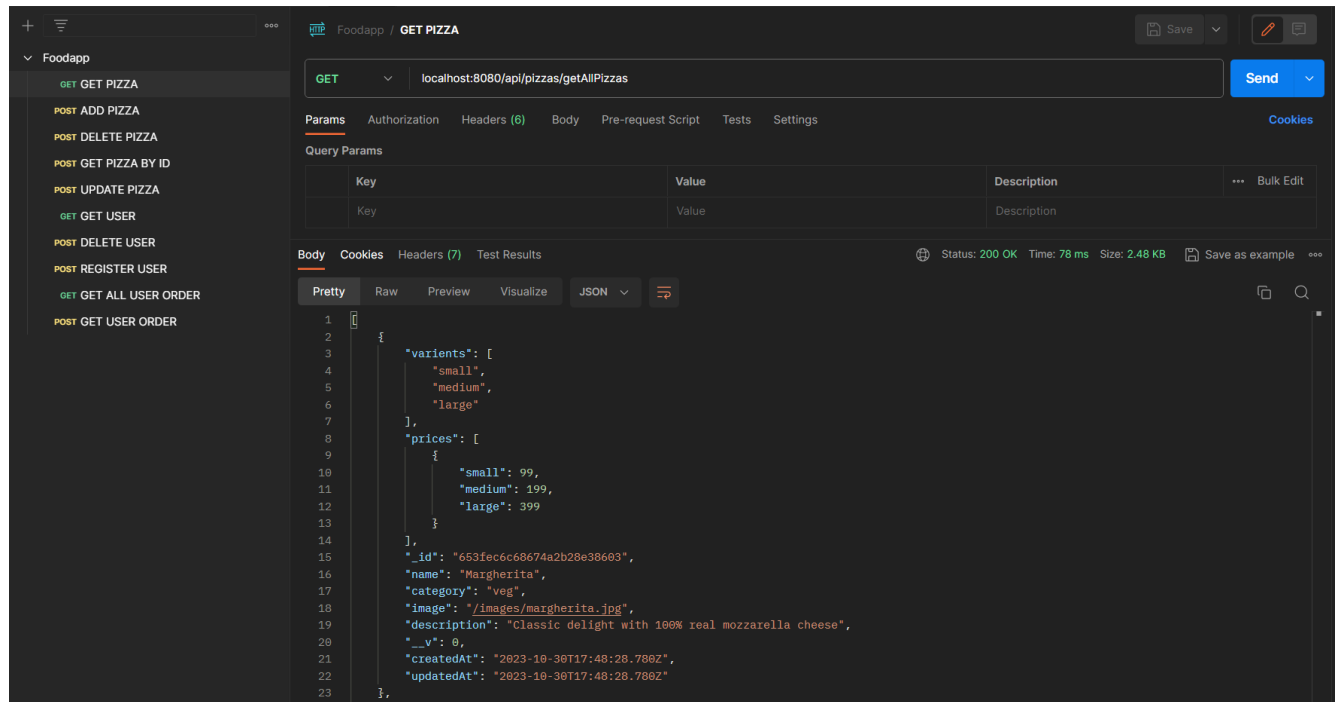 Foodapp
GET GET PIZZA
POST ADD PIZZA
POST DELETE PIZZA
POST GET PIZZA BY ID
POST UPDATE PIZZA
GET GET USER
POST DELETE USER
POST REGISTER USER
GET GET ALL USER ORDER
POST GET USER ORDER
HTTP Foodapp / GET PIZZA Save
GET localhost:8080/api/pizzas/getAllPizzas Send
Params Authorization Headers (6) Body Pre-request Script Tests Settings Cookies
Query Params
Key Value Description Bulk Edit
Key Value Description
Body Cookies Headers (7) Test Results Status: 200 OK Time: 78 ms Size: 2.48 KB Save as example
Pretty Raw Preview Visualize JSON
1 [
2 {
3 "varients": [
4 "small",
5 "medium",
6 "large"
7 ],
8 "prices": [
9 {
10 "small": 99,
11 "medium": 199,
12 "large": 399
13 }
14 ],
15 "_id": "653fec6c68674a2b28e38603",
16 "name": "Margherita",
17 "category": "veg",
18 "image": "/images/margherita.jpg",
19 "description": "Classic delight with 100% real mozzarella cheese",
20 "__v": 0,
21 "createdAt": "2023-10-30T17:48:28.780Z",
22 "updatedAt": "2023-10-30T17:48:28.780Z"
23 },